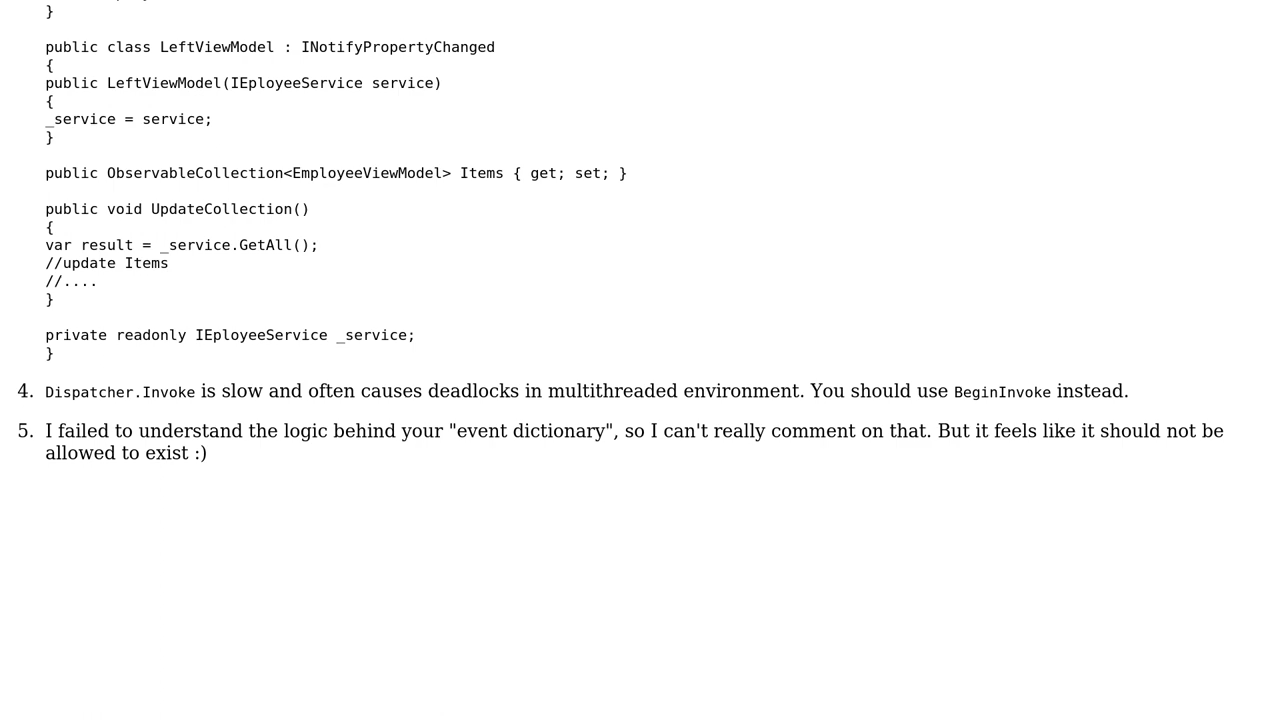 }
public class LeftViewModel : INotifyPropertyChanged
{
public LeftViewModel(IEployeeService service)
{
_service = service;
}
public ObservableCollection<EmployeeViewModel> Items { get; set; }
public void UpdateCollection()
{
var result = _service.GetAll();
//update Items
//....
}
private readonly IEployeeService _service;
}
4. Dispatcher.Invoke is slow and often causes deadlocks in multithreaded environment. You should use BeginInvoke instead.
5. I failed to understand the logic behind your "event dictionary", so I can't really comment on that. But it feels like it should not be
allowed to exist :)